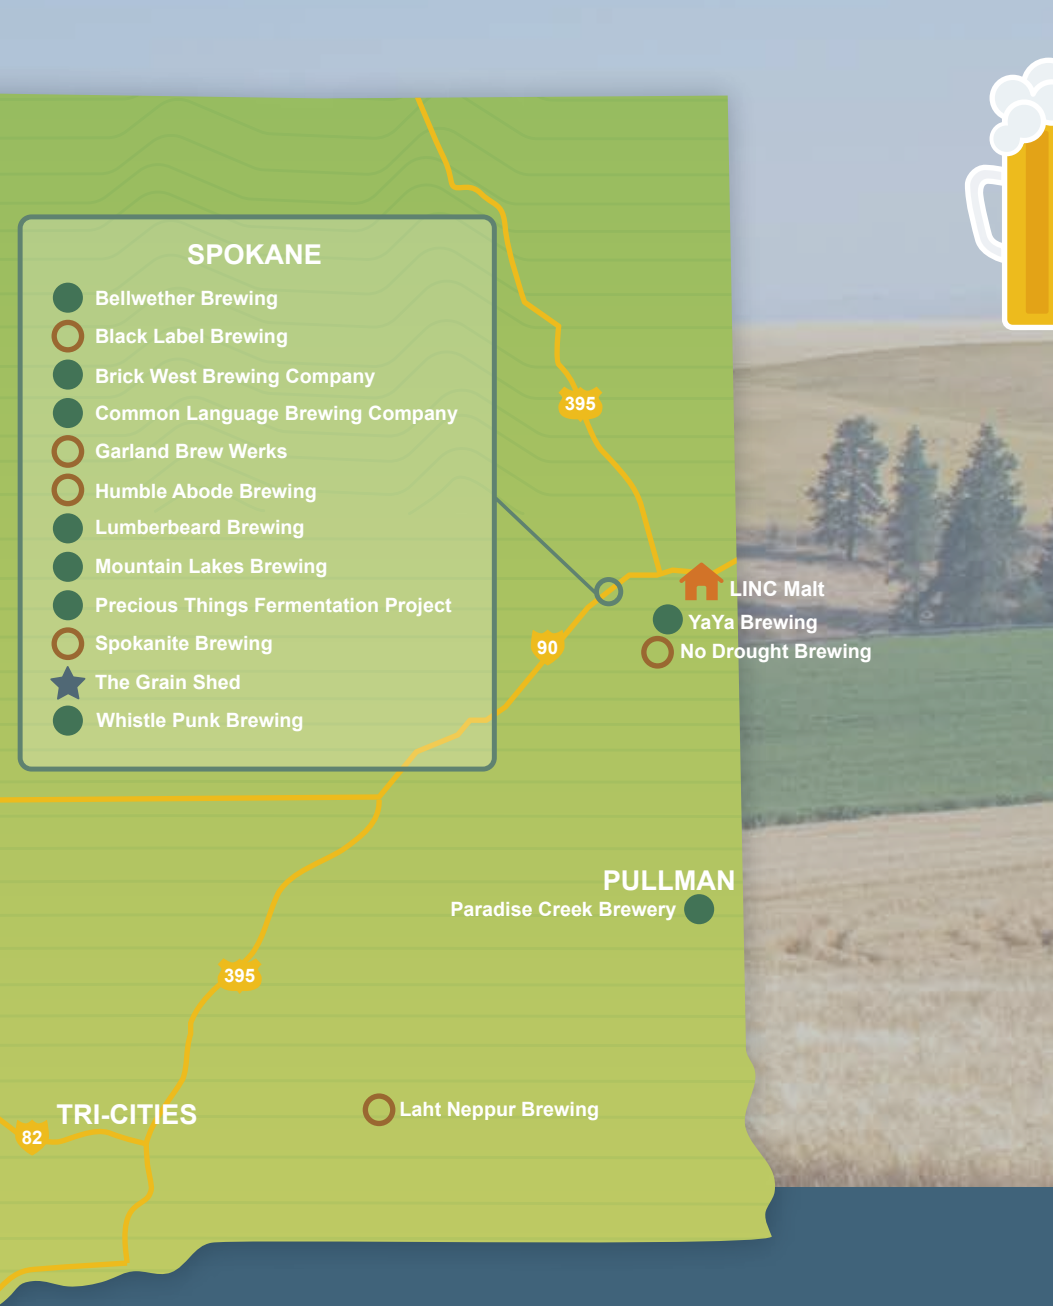 SPOKANE
Bellwether Brewing
Black Label Brewing
Brick West Brewing Company
Common Language Brewing Company
Garland Brew Werks
Humble Abode Brewing
Lumberbeard Brewing
Mountain Lakes Brewing
Precious Things Fermentation Project
Spokanite Brewing
The Grain Shed
Whistle Punk Brewing
395
LINC Malt
YaYa Brewing
90
No Drought Brewing
PULLMAN
Paradise Creek Brewery
395
TRI-CITIES
82
Laht Neppur Brewing